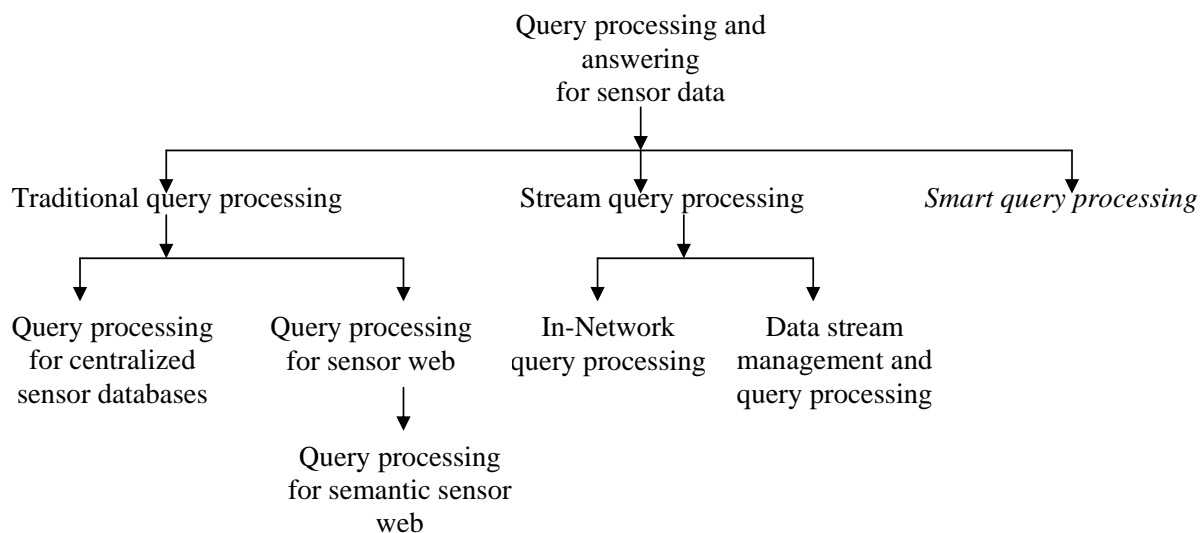 Query processing and
answering
for sensor data
Traditional query processing
Stream query processing
Smart query processing
Query processing
for centralized
sensor databases
Query processing
for sensor web
In-Network
query processing
Data stream
management and
query processing
Query processing
for semantic sensor
web